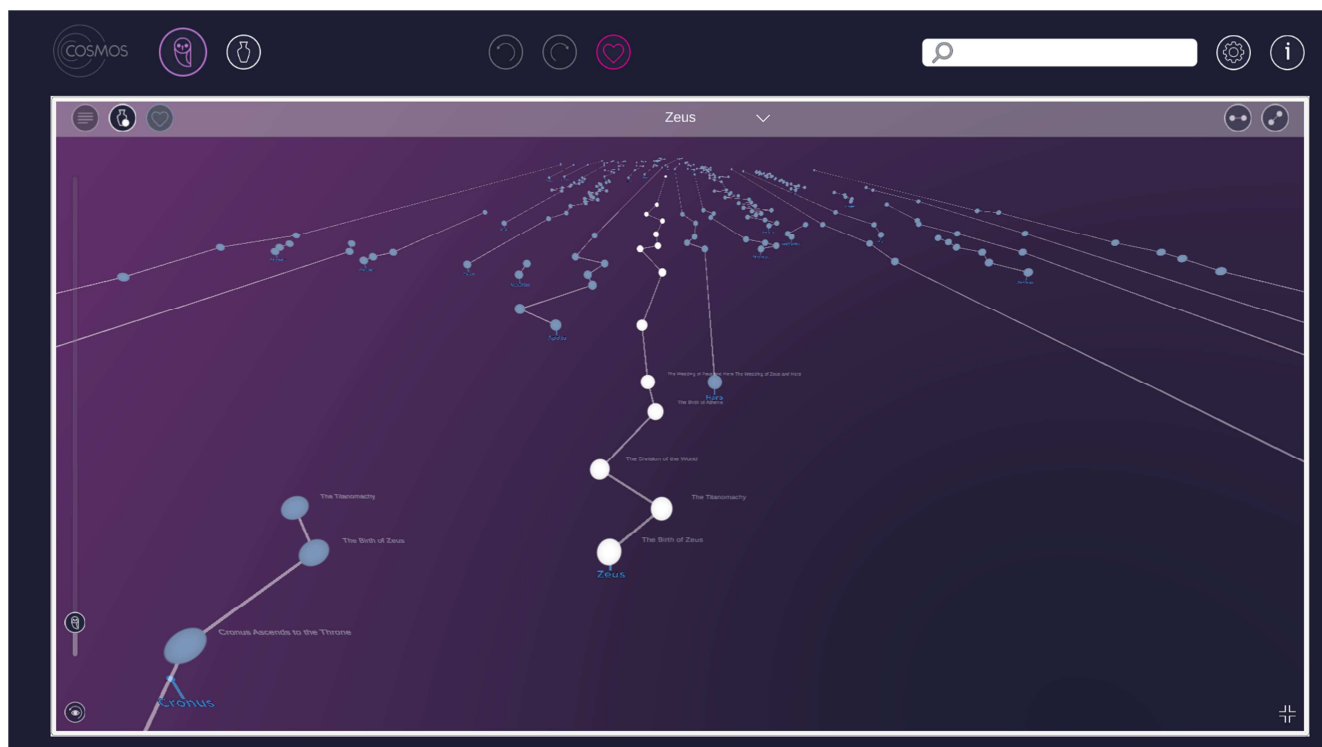 COSMOS
i
Zeus
The Wedding of Zeus and Hera The Wedding of Zeus and Hera
Hera
The Birth of Athena
The Division of the World
The Titanomachy
The Titanomachy
The Birth of Zeus
The Birth of Zeus
Zeus
Cronus Ascends to the Throne
Cronus